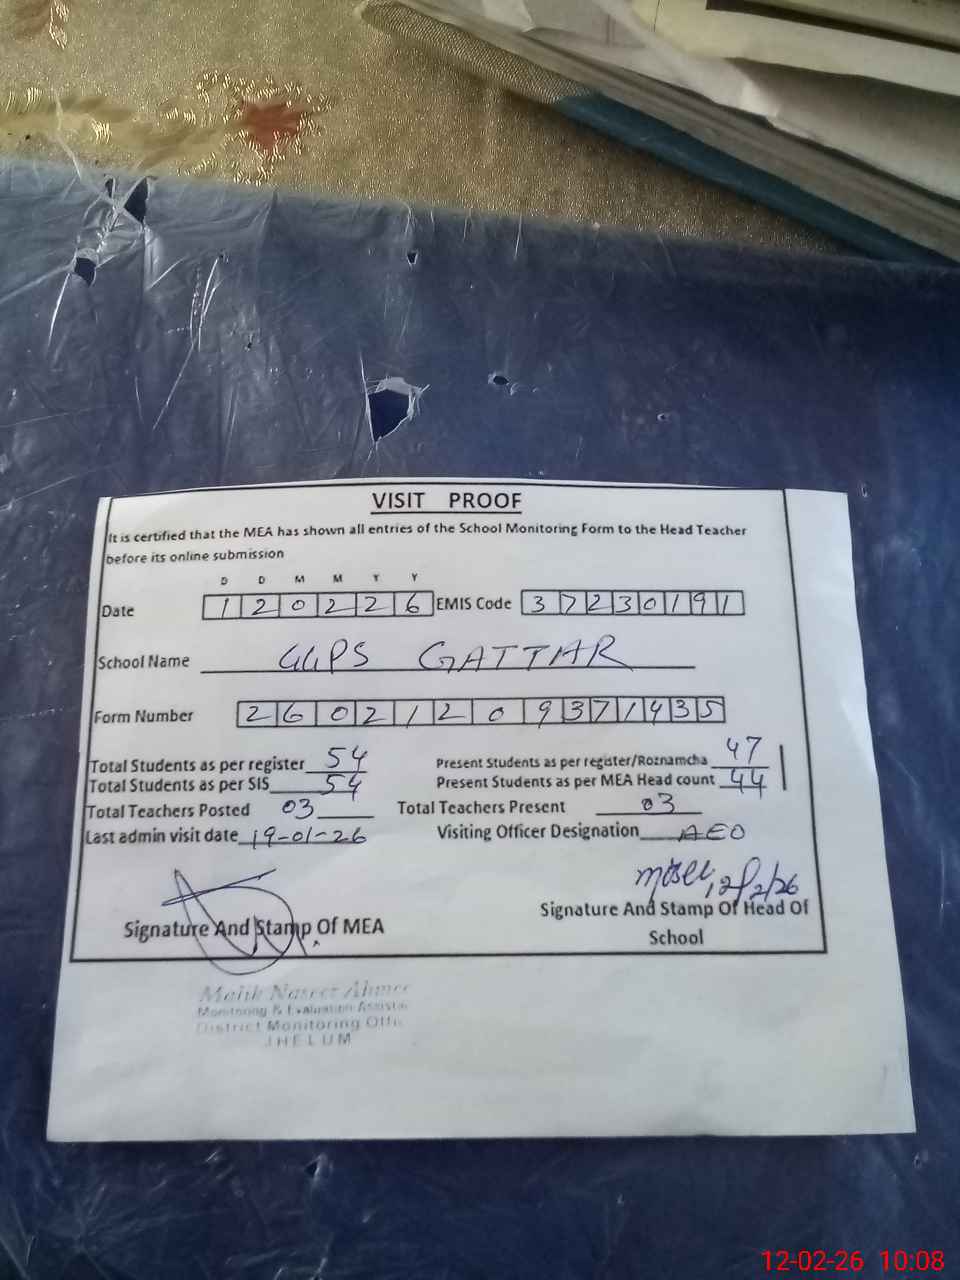 VISIT PROOF
It is certified that the MEA has shown all entries of the School Monitoring Form to the Head Teacher
before its online submission
D D M M Y Y
Date 1 2 0 2 2 6 EMIS Code 3 7 2 3 0 1 9 1
School Name GGPS GATTAR
Form Number 2 6 0 2 1 2 0 9 3 7 1 4 3 5
Total Students as per register 54 Present Students as per register/Roznamcha 47
Total Students as per SIS 54 Present Students as per MEA Head count 44
Total Teachers Posted 03 Total Teachers Present 03
Last admin visit date 19-01-26 Visiting Officer Designation AEO
12/2/26
Signature And Stamp Of MEA Signature And Stamp Of Head Of
School
Malik Naseer Ahmec
Monitoring & Evaluation Assista
District Monitoring Offi
JHELUM
12-02-26 10:08